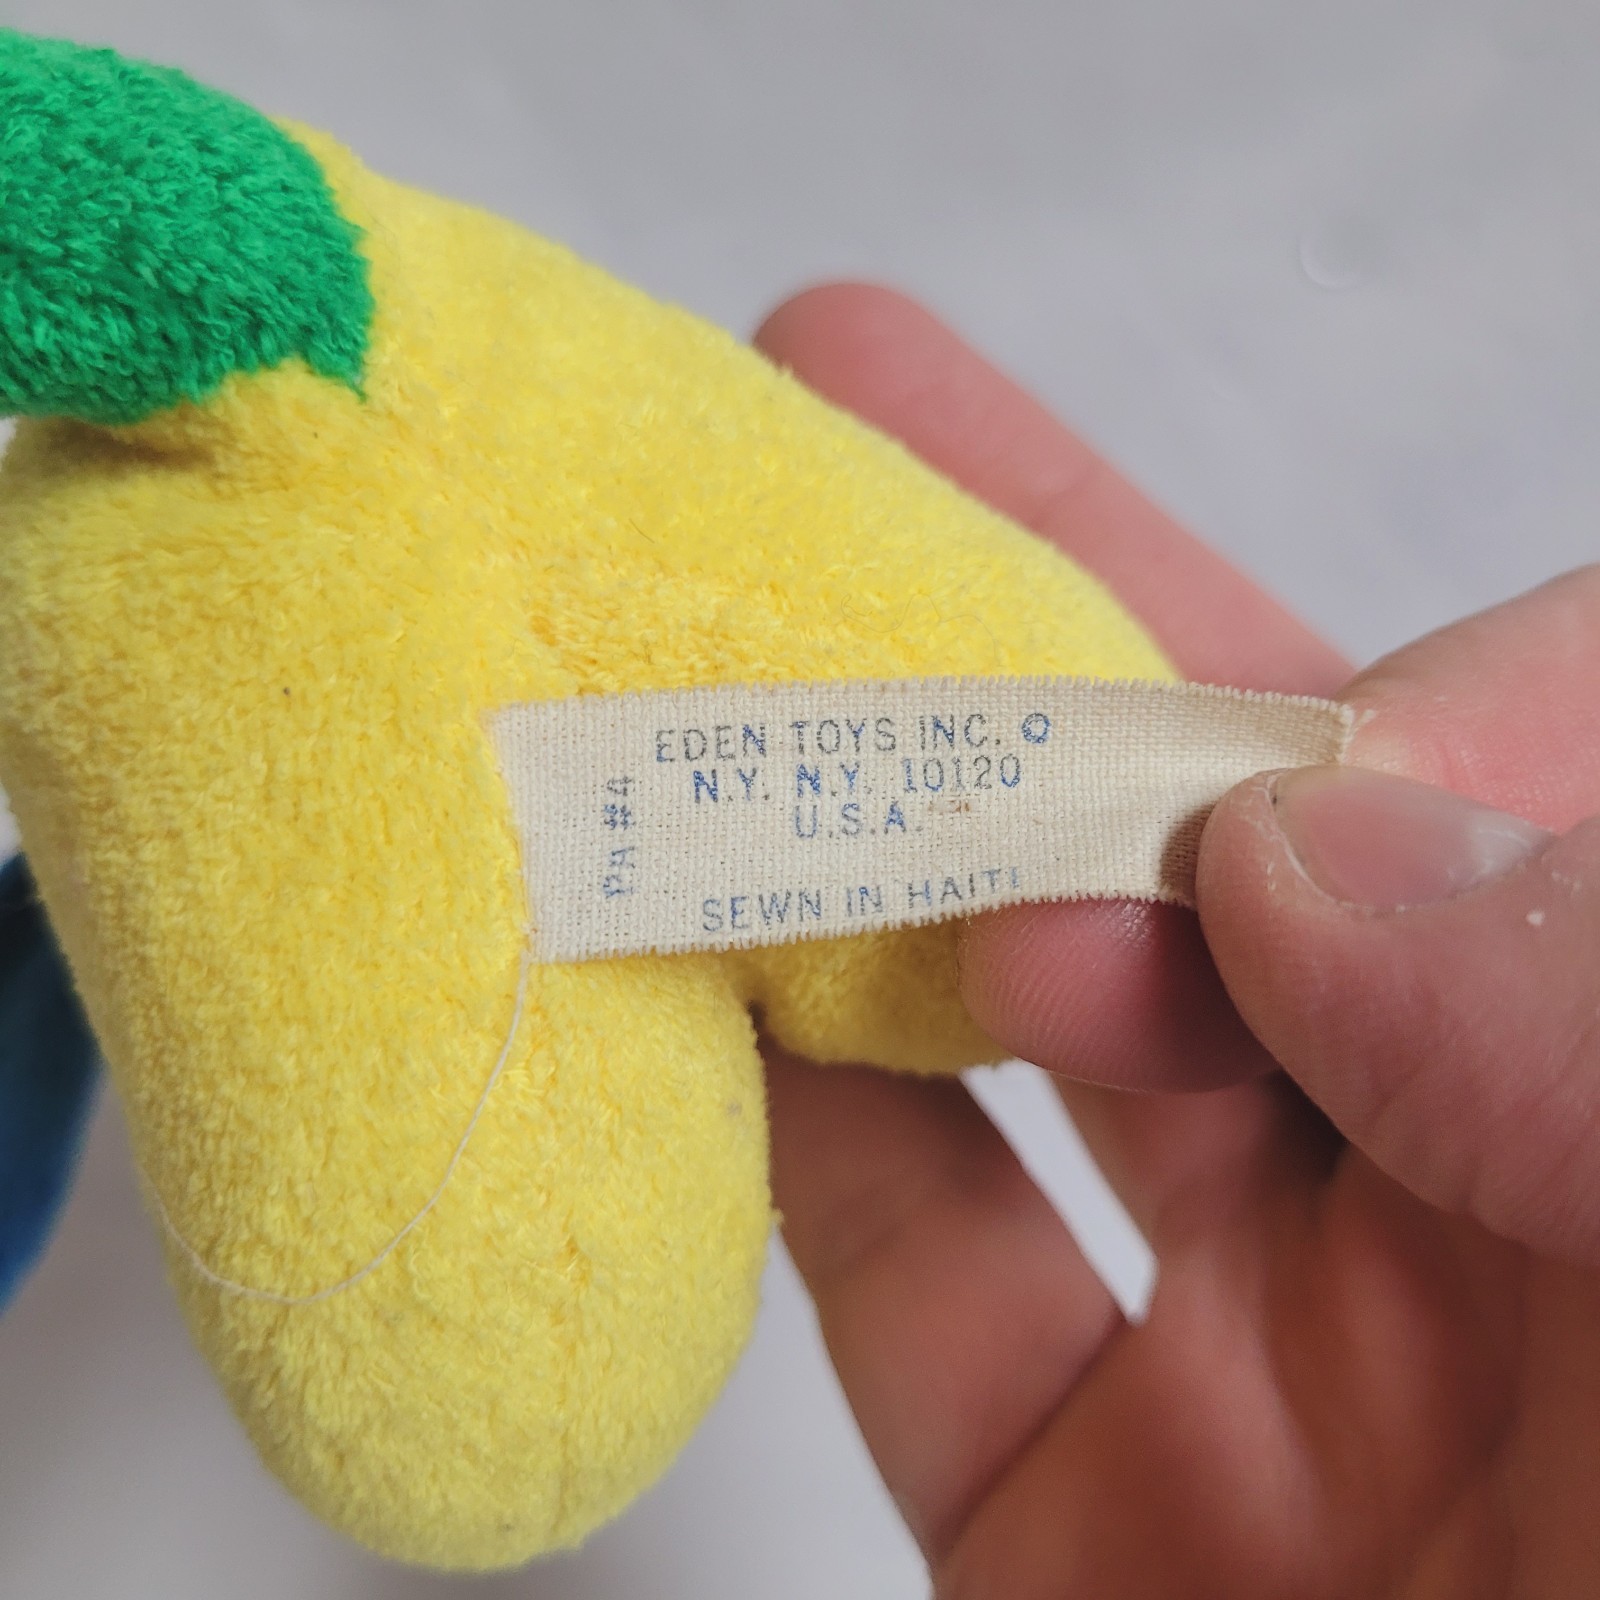 EDEN TOYS INC. ©
N.Y. N.Y. 10120
U.S.A.
SEWN IN HAITI
PA #4